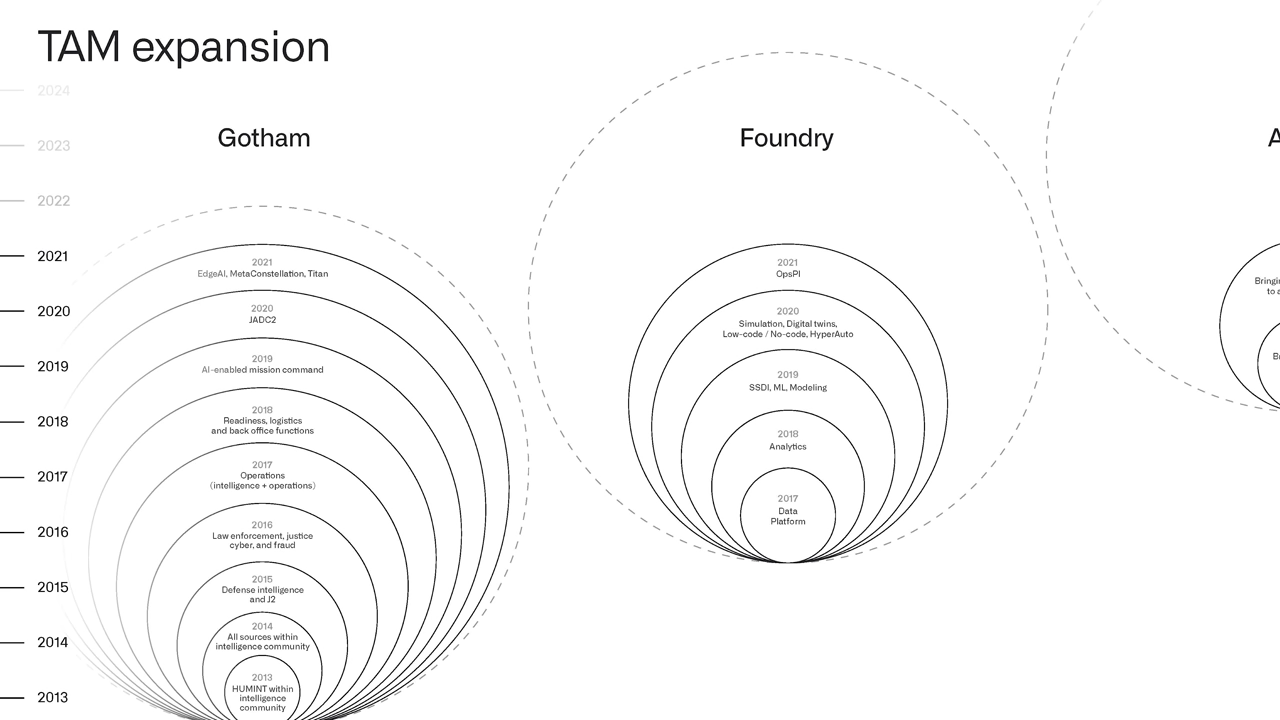 TAM expansion
2024
2023
2022
2021
2020
2019
2018
2017
2016
2015
2014
2013
Gotham
2021
EdgeAI, MetaConstellation, Titan
2020
JADC2
2019
AI-enabled mission command
2018
Readiness, logistics
and back office functions
2017
Operations
(intelligence + operations)
2016
Law enforcement, justice
cyber, and fraud
2015
Defense intelligence
and J2
2014
All sources within
intelligence community
2013
HUMINT within
intelligence
community
Foundry
2021
OpsPI
2020
Simulation, Digital twins,
Low-code / No-code, HyperAuto
2019
SSDI, ML, Modeling
2018
Analytics
2017
Data
Platform
to